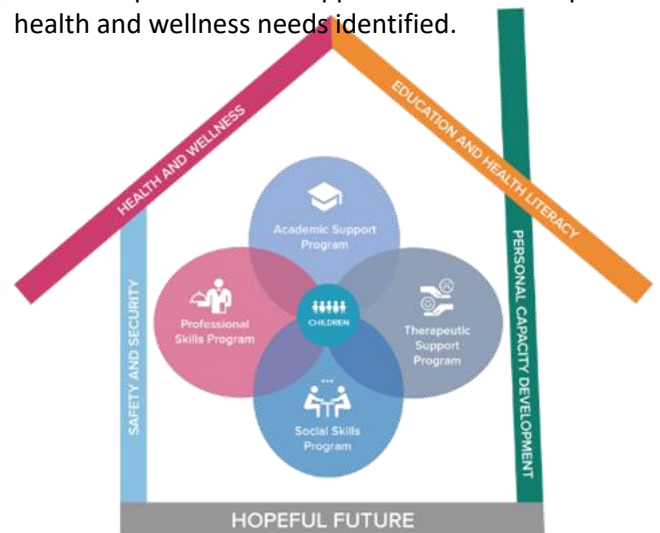 health and wellness needs identified.
HEALTH AND WELLNESS
EDUCATION AND HEALTH LITERACY
Academic Support
Program
SAFETY AND SECURITY
Professional
Skills Program
CHILDREN
Therapeutic
Support
Program
PERSONAL CAPACITY DEVELOPMENT
Social Skills
Program
HOPEFUL FUTURE